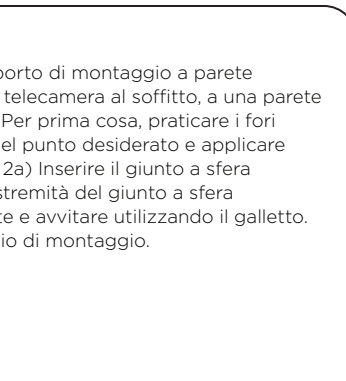 porto di montaggio a parete
telecamera al soffitto, a una parete
Per prima cosa, praticare i fori
el punto desiderato e applicare
2a) Inserire il giunto a sfera
stremità del giunto a sfera
te e avvitare utilizzando il galletto.
io di montaggio.